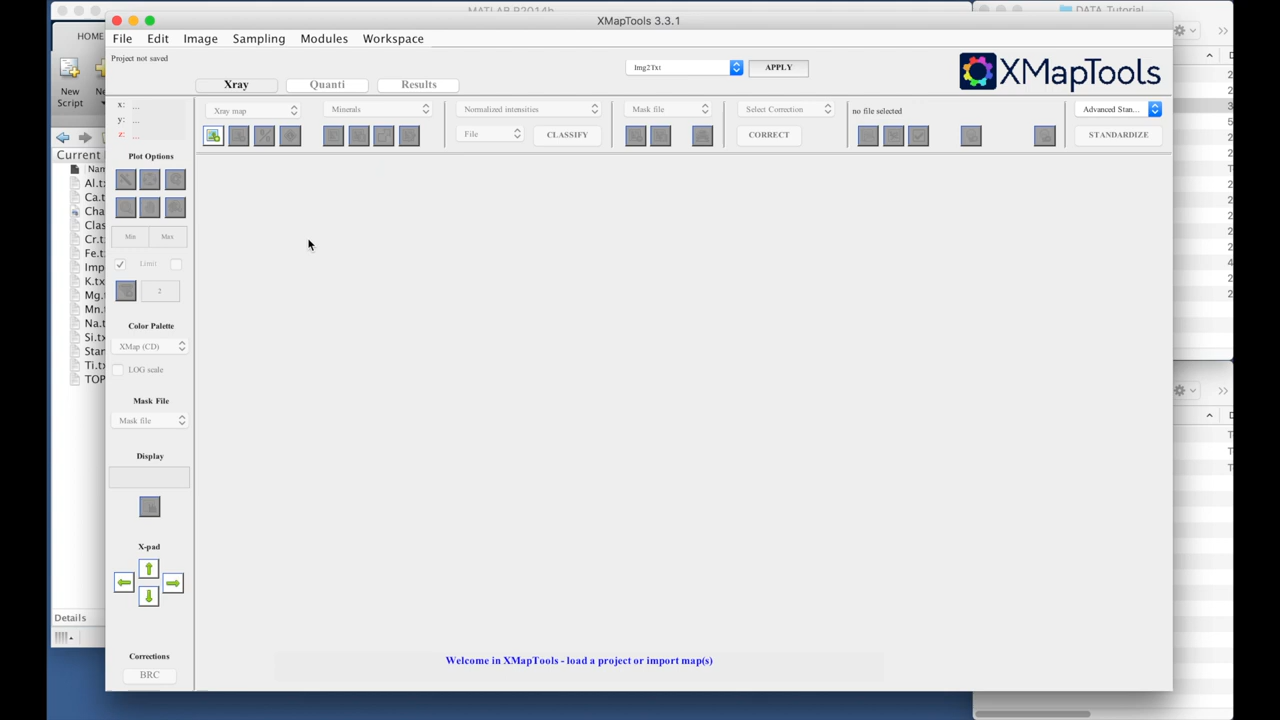 MATLAB R2014b
DATA_Tutorial
XMapTools 3.3.1
HOME
File Edit Image Sampling Modules Workspace
Project not saved
Img2Txt APPLY
XMapTools
New
Script
Xray Quanti Results
x: ...
y: ...
z: ...
Xray map Minerals Normalized intensities Mask file Select Correction no file selected Advanced Stan...
File CLASSIFY CORRECT STANDARDIZE
Current
Plot Options
Al.tx
Ca.t
Cha
Clas
Cr.t
Fe.t
Imp
K.tx
Mg.t
Mn.t
Na.t
Si.tx
Stan
Ti.tx
TOP
Min Max
Limit
2
Color Palette
XMap (CD)
LOG scale
Mask File
Mask file
Display
X-pad
Details
Corrections
BRC
Welcome in XMapTools - load a project or import map(s)